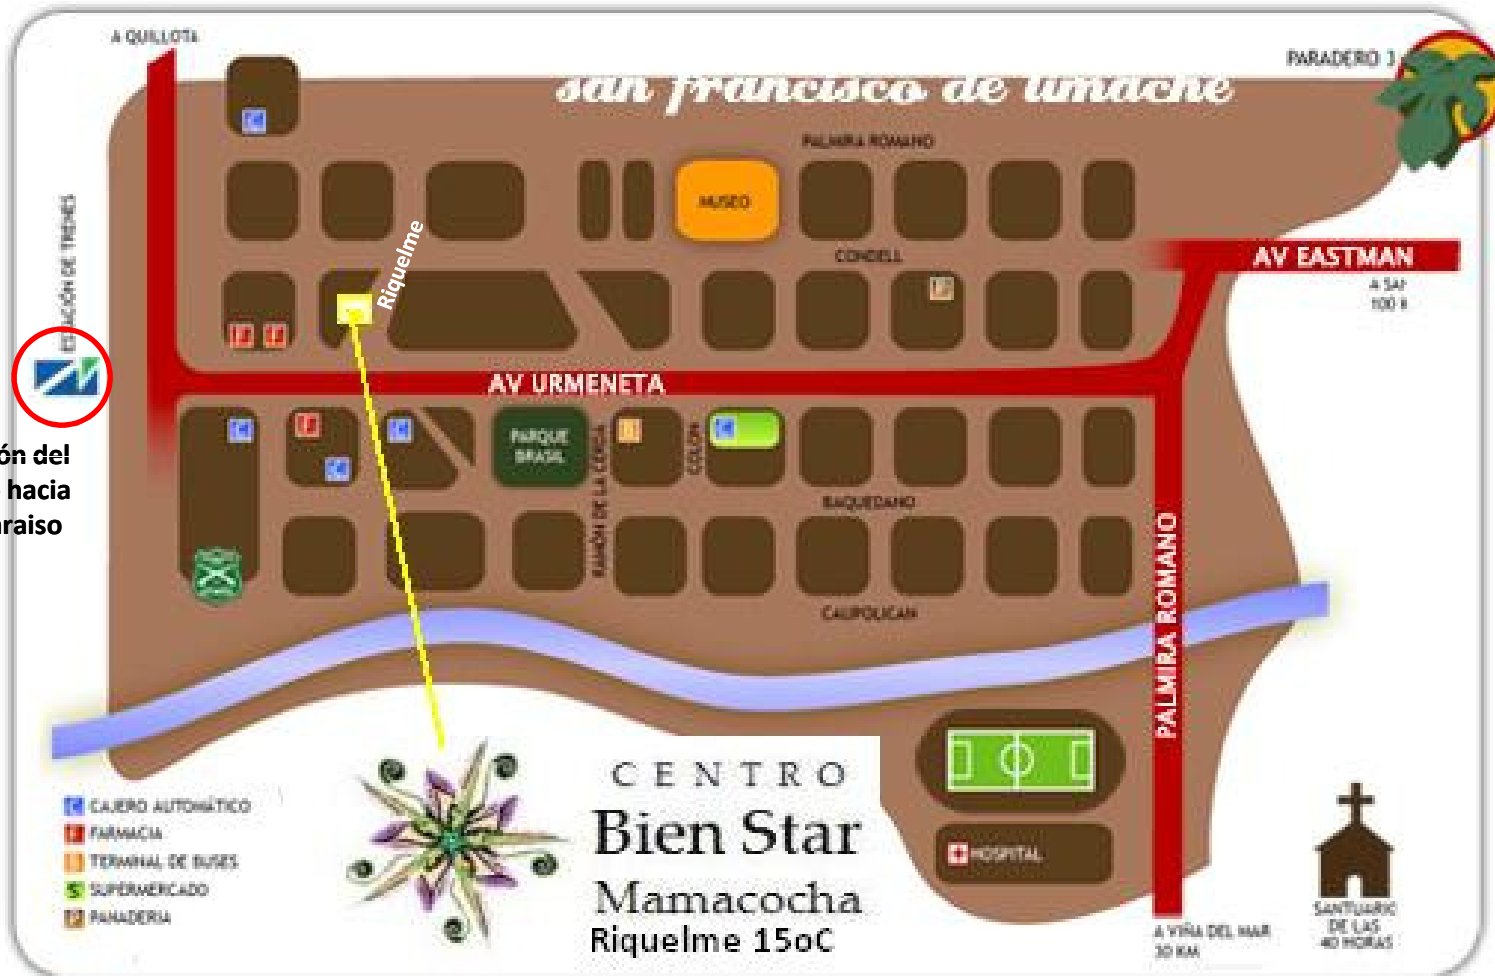 A QUILLOTA
PARADERO 3
san francisco de limache
PALMIRA ROMANO
MUSEO
ESTACIÓN DE TRENES
Riquelme
CONDELL
AV EASTMAN
A SAN
100 K
F
F
P
AV URMENETA
C
C
F
C
C
PARQUE
BRASIL
RAMÓN DE LA CERDA
COLÓN
ón del
hacia
araiso
BAQUEDANO
PALMIRA ROMANO
CAUPOLICAN
CENTRO
Bien Star
Mamacocha
Riquelme 15oC
C CAJERO AUTOMÁTICO
F FARMACIA
TERMINAL DE BUSES
S SUPERMERCADO
P PANADERIA
HOSPITAL
A VIÑA DEL MAR
30 KM
SANTUARIO
DE LAS
40 HORAS